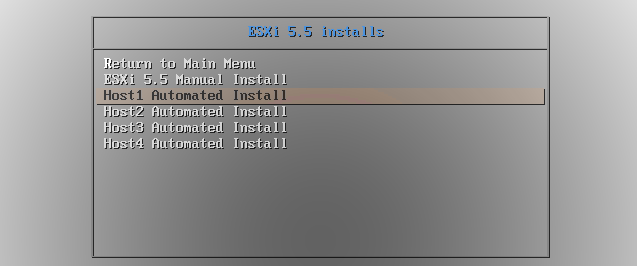 ESXi 5.5 installs
Return to Main Menu
ESXi 5.5 Manual Install
Host1 Automated Install
Host2 Automated Install
Host3 Automated Install
Host4 Automated Install